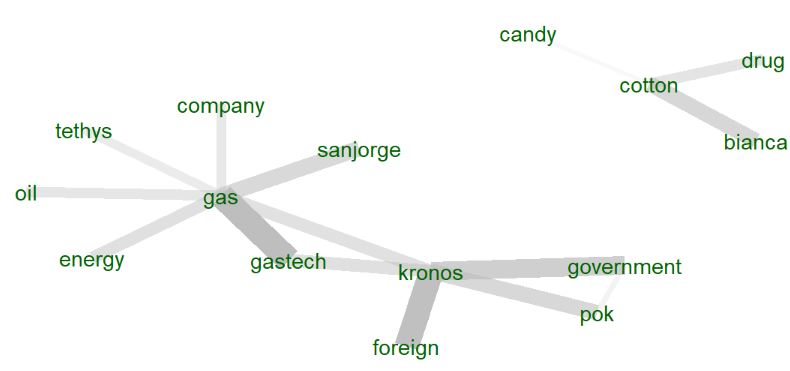 candy
drug
cotton
company
tethys
bianca
sanjorge
oil
gas
energy
gastech
kronos
government
pok
foreign